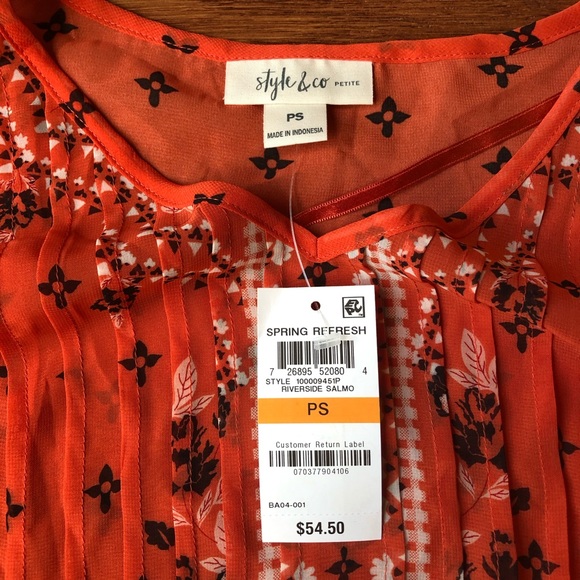 style & co PETITE
PS
MADE IN INDONESIA
SPRING REFRESH
7 26895 52080 4
STYLE 100009451P
RIVERSIDE SALMO
PS
Customer Return Label
070377904106
BA04-001
$54.50